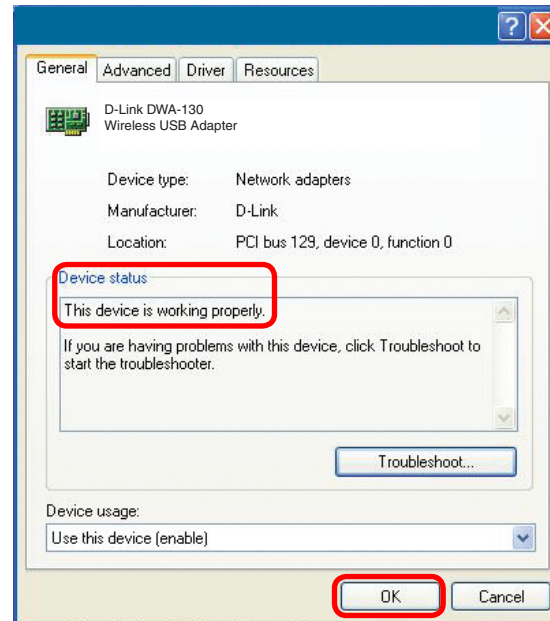 ?
General Advanced Driver Resources
D-Link DWA-130
Wireless USB Adapter
Device type: Network adapters
Manufacturer: D-Link
Location: PCI bus 129, device 0, function 0
Device status
This device is working properly.
If you are having problems with this device, click Troubleshoot to
start the troubleshooter.
Troubleshoot...
Device usage:
Use this device (enable)
OK Cancel